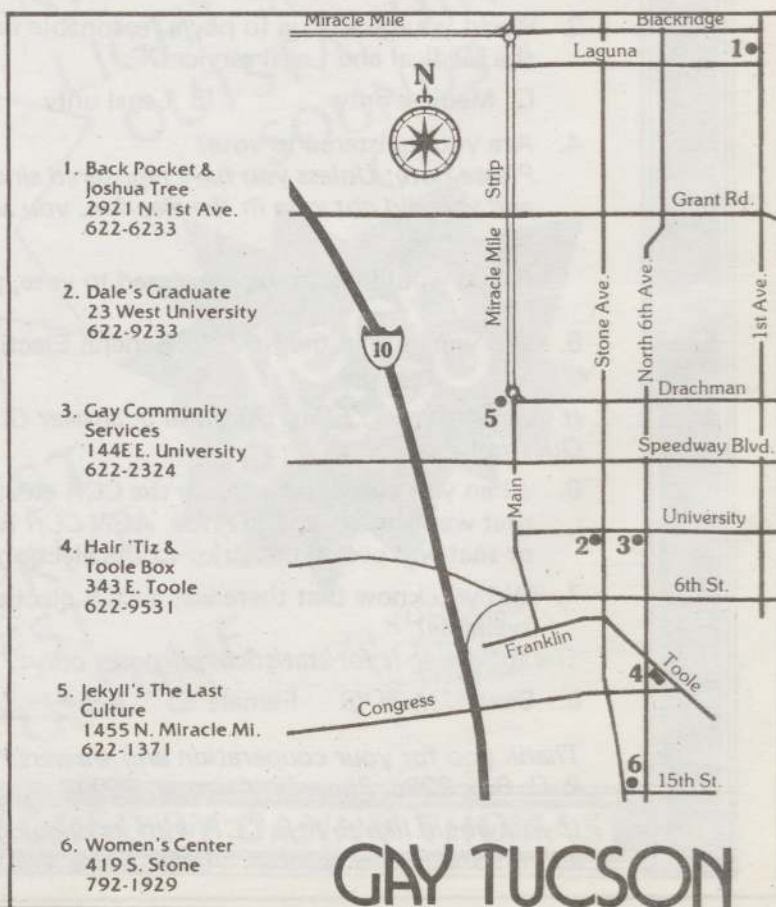 Miracle Mile
Blackridge
Laguna
1
N
1. Back Pocket &
Joshua Tree
2921 N. 1st Ave.
622-6233
2. Dale's Graduate
23 West University
622-9233
3. Gay Community
Services
144E E. University
622-2324
4. Hair 'Tiz &
Toole Box
343 E. Toole
622-9531
5. Jekyll's The Last
Culture
1455 N. Miracle Mi.
622-1371
6. Women's Center
419 S. Stone
792-1929
Miracle Mile Strip
Grant Rd.
Stone Ave.
North 6th Ave.
1st Ave.
10
5
Drachman
Speedway Blvd.
Main
University
2
3
6th St.
Franklin
Toole
4
Congress
6
15th St.
GAY TUCSON